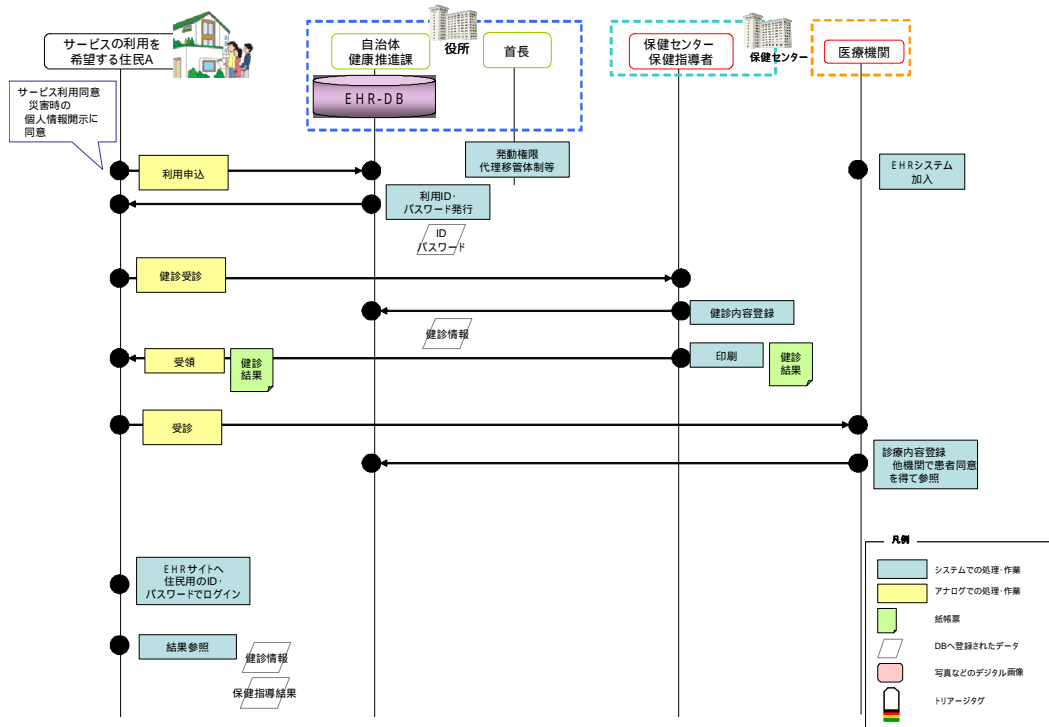 サービスの利用を
希望する住民A
自治体
健康推進課
役所
首長
保健センター
保健指導者
保健センター
医療機関
EHR-DB
サービス利用同意
災害時の
個人情報開示に
同意
利用申込
発動権限
代理移管体制等
EHRシステム
加入
利用ID・
パスワード発行
ID
パスワード
健診受診
健診内容登録
健診情報
受領
健診
結果
印刷
健診
結果
受診
診療内容登録
他機関で患者同意
を得て参照
EHRサイトへ
住民用のID・
パスワードでログイン
結果参照
健診情報
保健指導結果
凡例
システムでの処理・作業
アナログでの処理・作業
紙帳票
DBへ登録されたデータ
写真などのデジタル画像
トリアージタグ